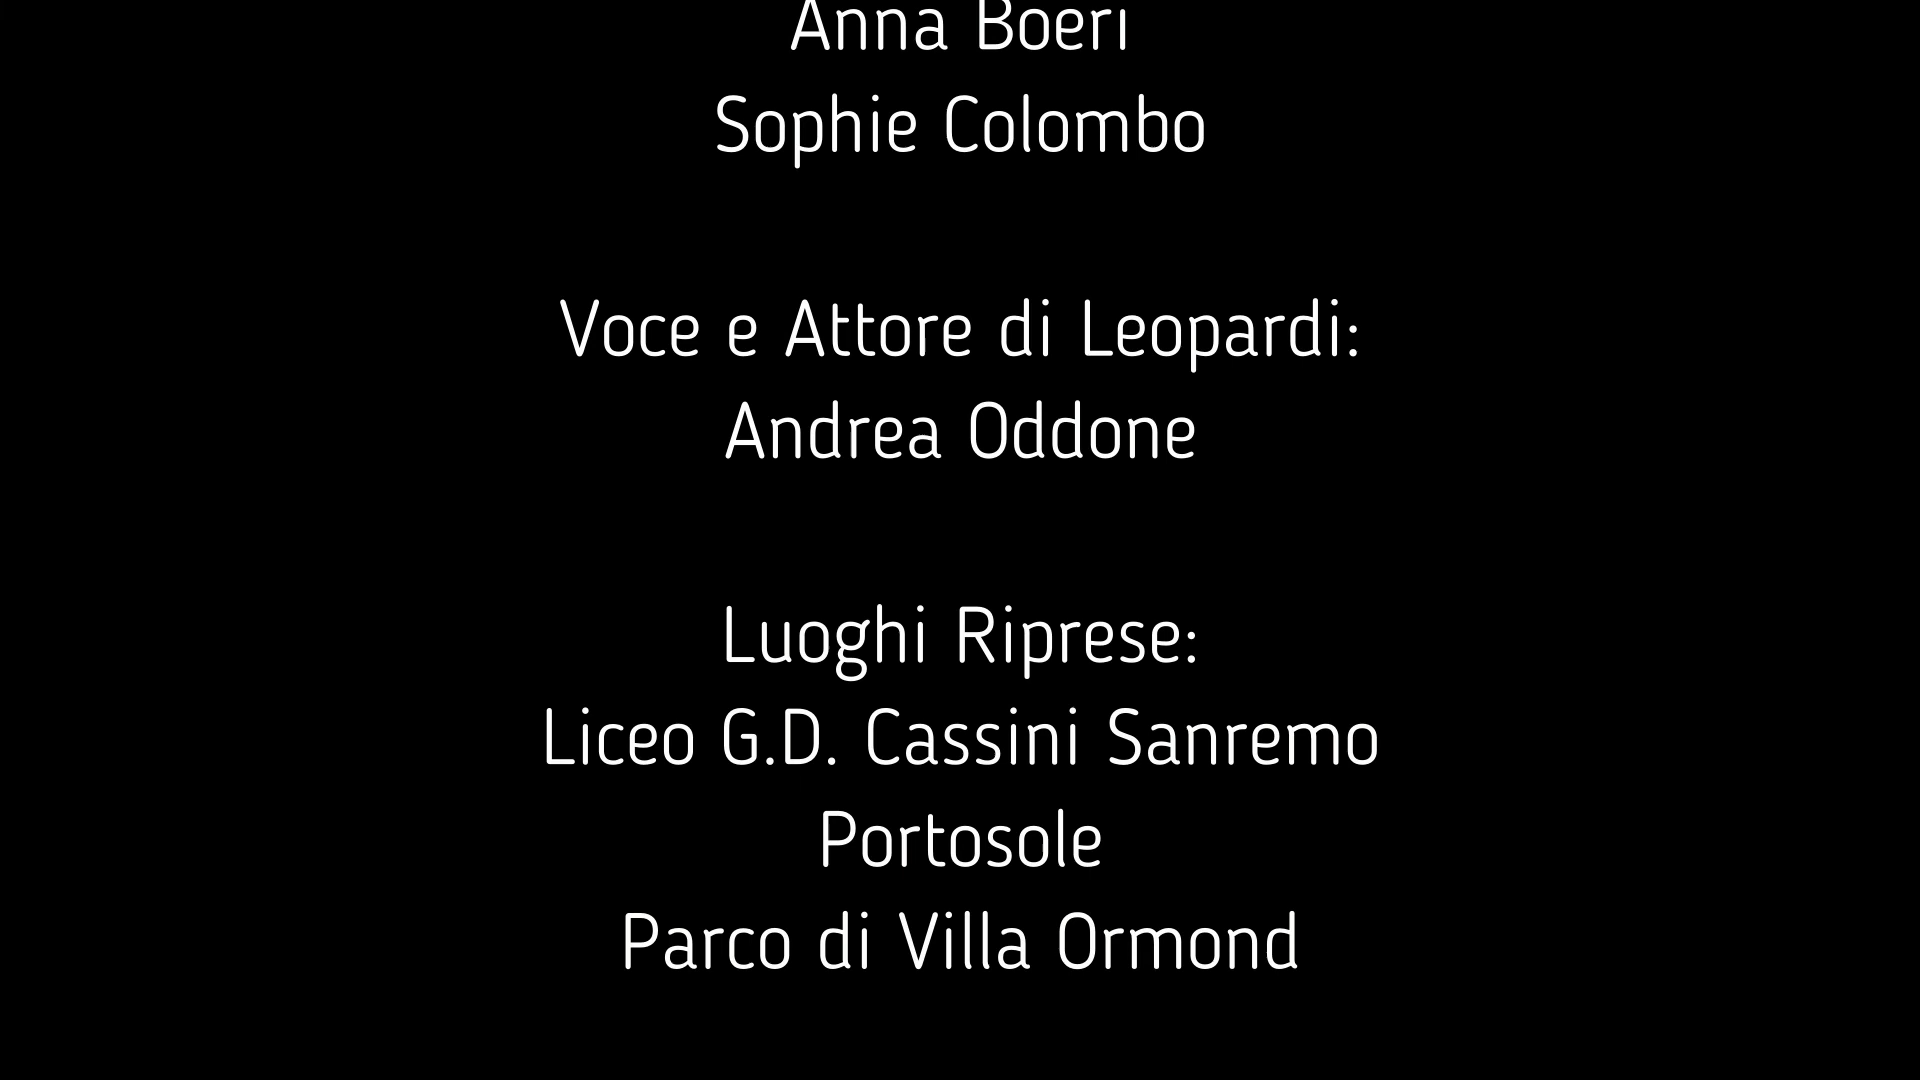 Anna Boeri
Sophie Colombo
Voce e Attore di Leopardi:
Andrea Oddone
Luoghi Riprese:
Liceo G.D. Cassini Sanremo
Portosole
Parco di Villa Ormond